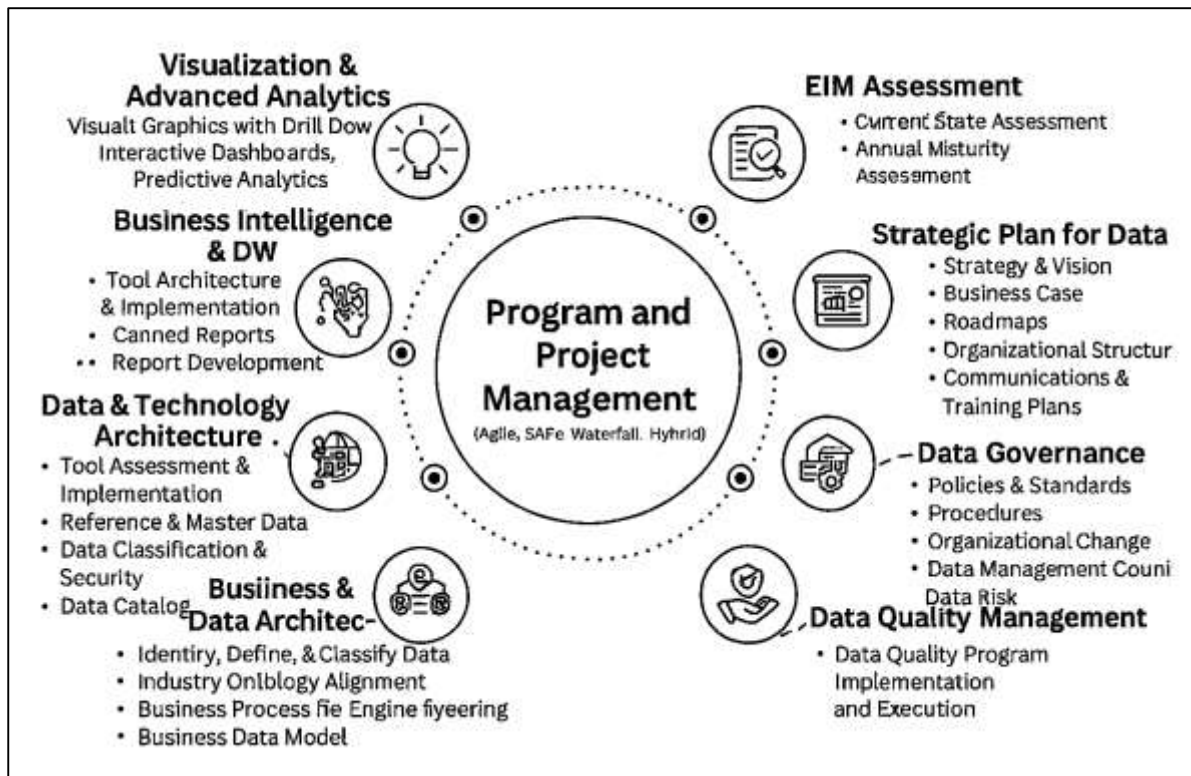 Visualization &
Advanced Analytics
Visualt Graphics with Drill Dow
Interactive Dashboards,
Predictive Analytics
Business Intelligence
& DW
• Tool Architecture
& Implementation
• Canned Reports
•• Report Development
Data & Technology
Architecture
• Tool Assessment &
Implementation
• Reference & Master Data
• Data Classification &
Security
• Data Catalog
Busiiness &
Data Architec-
• Identiry, Define, & Classify Data
• Industry Onlblogy Alignment
• Business Process fie Engine fiyeering
• Business Data Model
Program and
Project
Management
(Agile, SAFe Waterfall. Hyhrid)
EIM Assessment
• Current State Assessment
• Annual Misturity
Assessment
Strategic Plan for Data
• Strategy & Vision
• Business Case
• Roadmaps
• Organizational Structur
• Communications &
Training Plans
Data Governance
• Policies & Standards
• Procedures
• Organizational Change
• Data Management Couni
Data Risk
Data Quality Management
• Data Quality Program
Implementation
and Execution